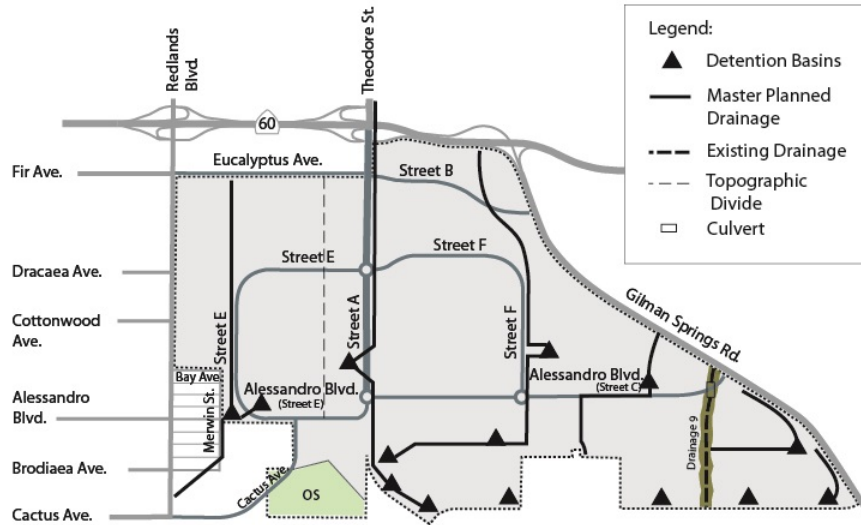 Redlands
Blvd.
Theodore St.
60
Legend:
Detention Basins
Master Planned
Drainage
Existing Drainage
Topographic
Divide
Culvert
Fir Ave.
Eucalyptus Ave.
Street B
Dracaea Ave.
Street E
Street F
Cottonwood
Ave.
Street E
Street A
Street F
Gilman Springs Rd.
Bay Ave
Alessandro Blvd.
(Street E)
Alessandro Blvd.
(Street C)
Alessandro
Blvd.
Merwin St.
Drainage 9
Brodiaea Ave.
Cactus Ave.
OS
Cactus Ave.